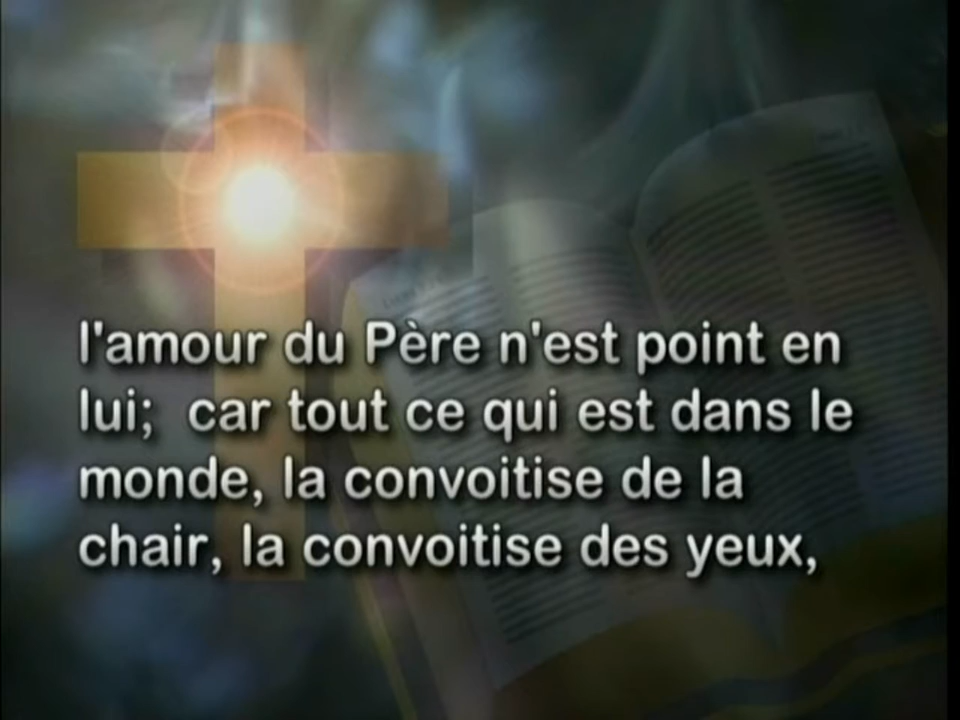 l'amour du Père n'est point en
lui;  car tout ce qui est dans le
monde, la convoitise de la
chair, la convoitise des yeux,